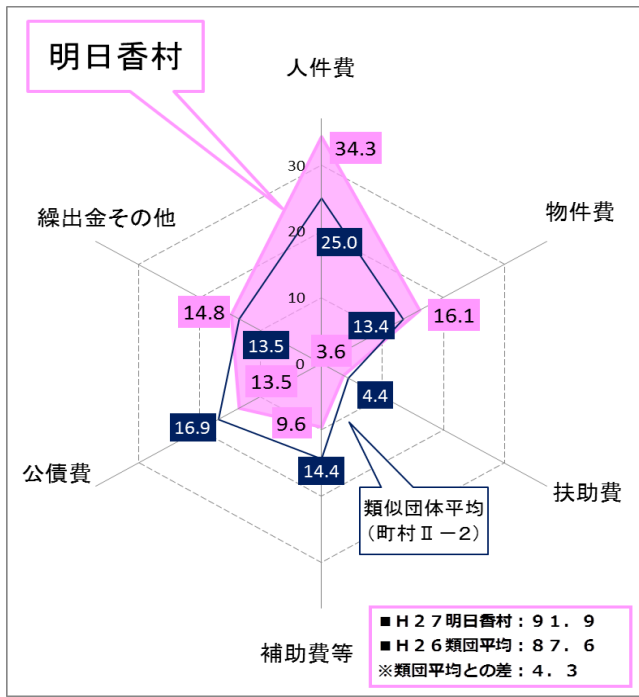 明日香村
人件費
34.3
30
物件費
繰出金その他
20
25.0
10
14.8
13.4
16.1
13.5
3.6
0
13.5
4.4
9.6
16.9
14.4
公債費
類似団体平均
（町村Ⅱ－２）
扶助費
補助費等
■Ｈ２７明日香村：９１．９
■Ｈ２６類団平均：８７．６
※類団平均との差：４．３